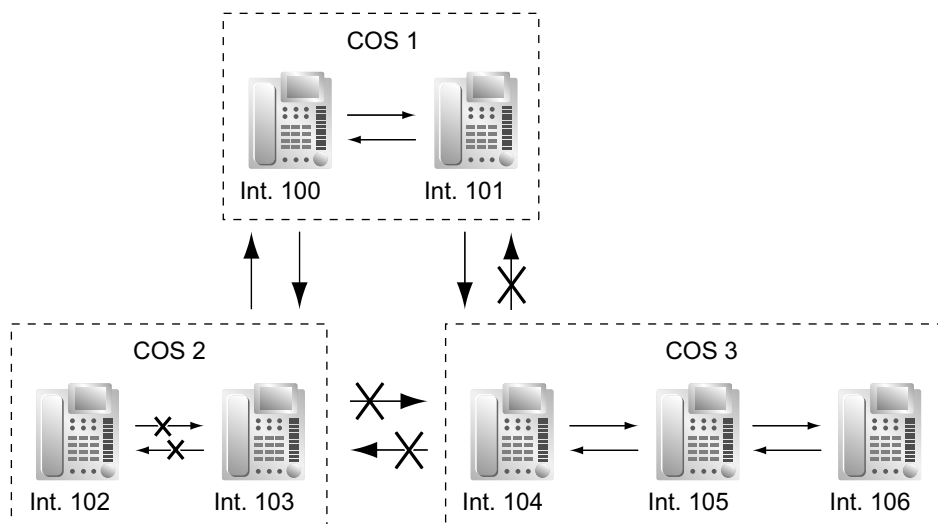 COS 1
Int. 100
Int. 101
COS 2
COS 3
Int. 102
Int. 103
Int. 104
Int. 105
Int. 106